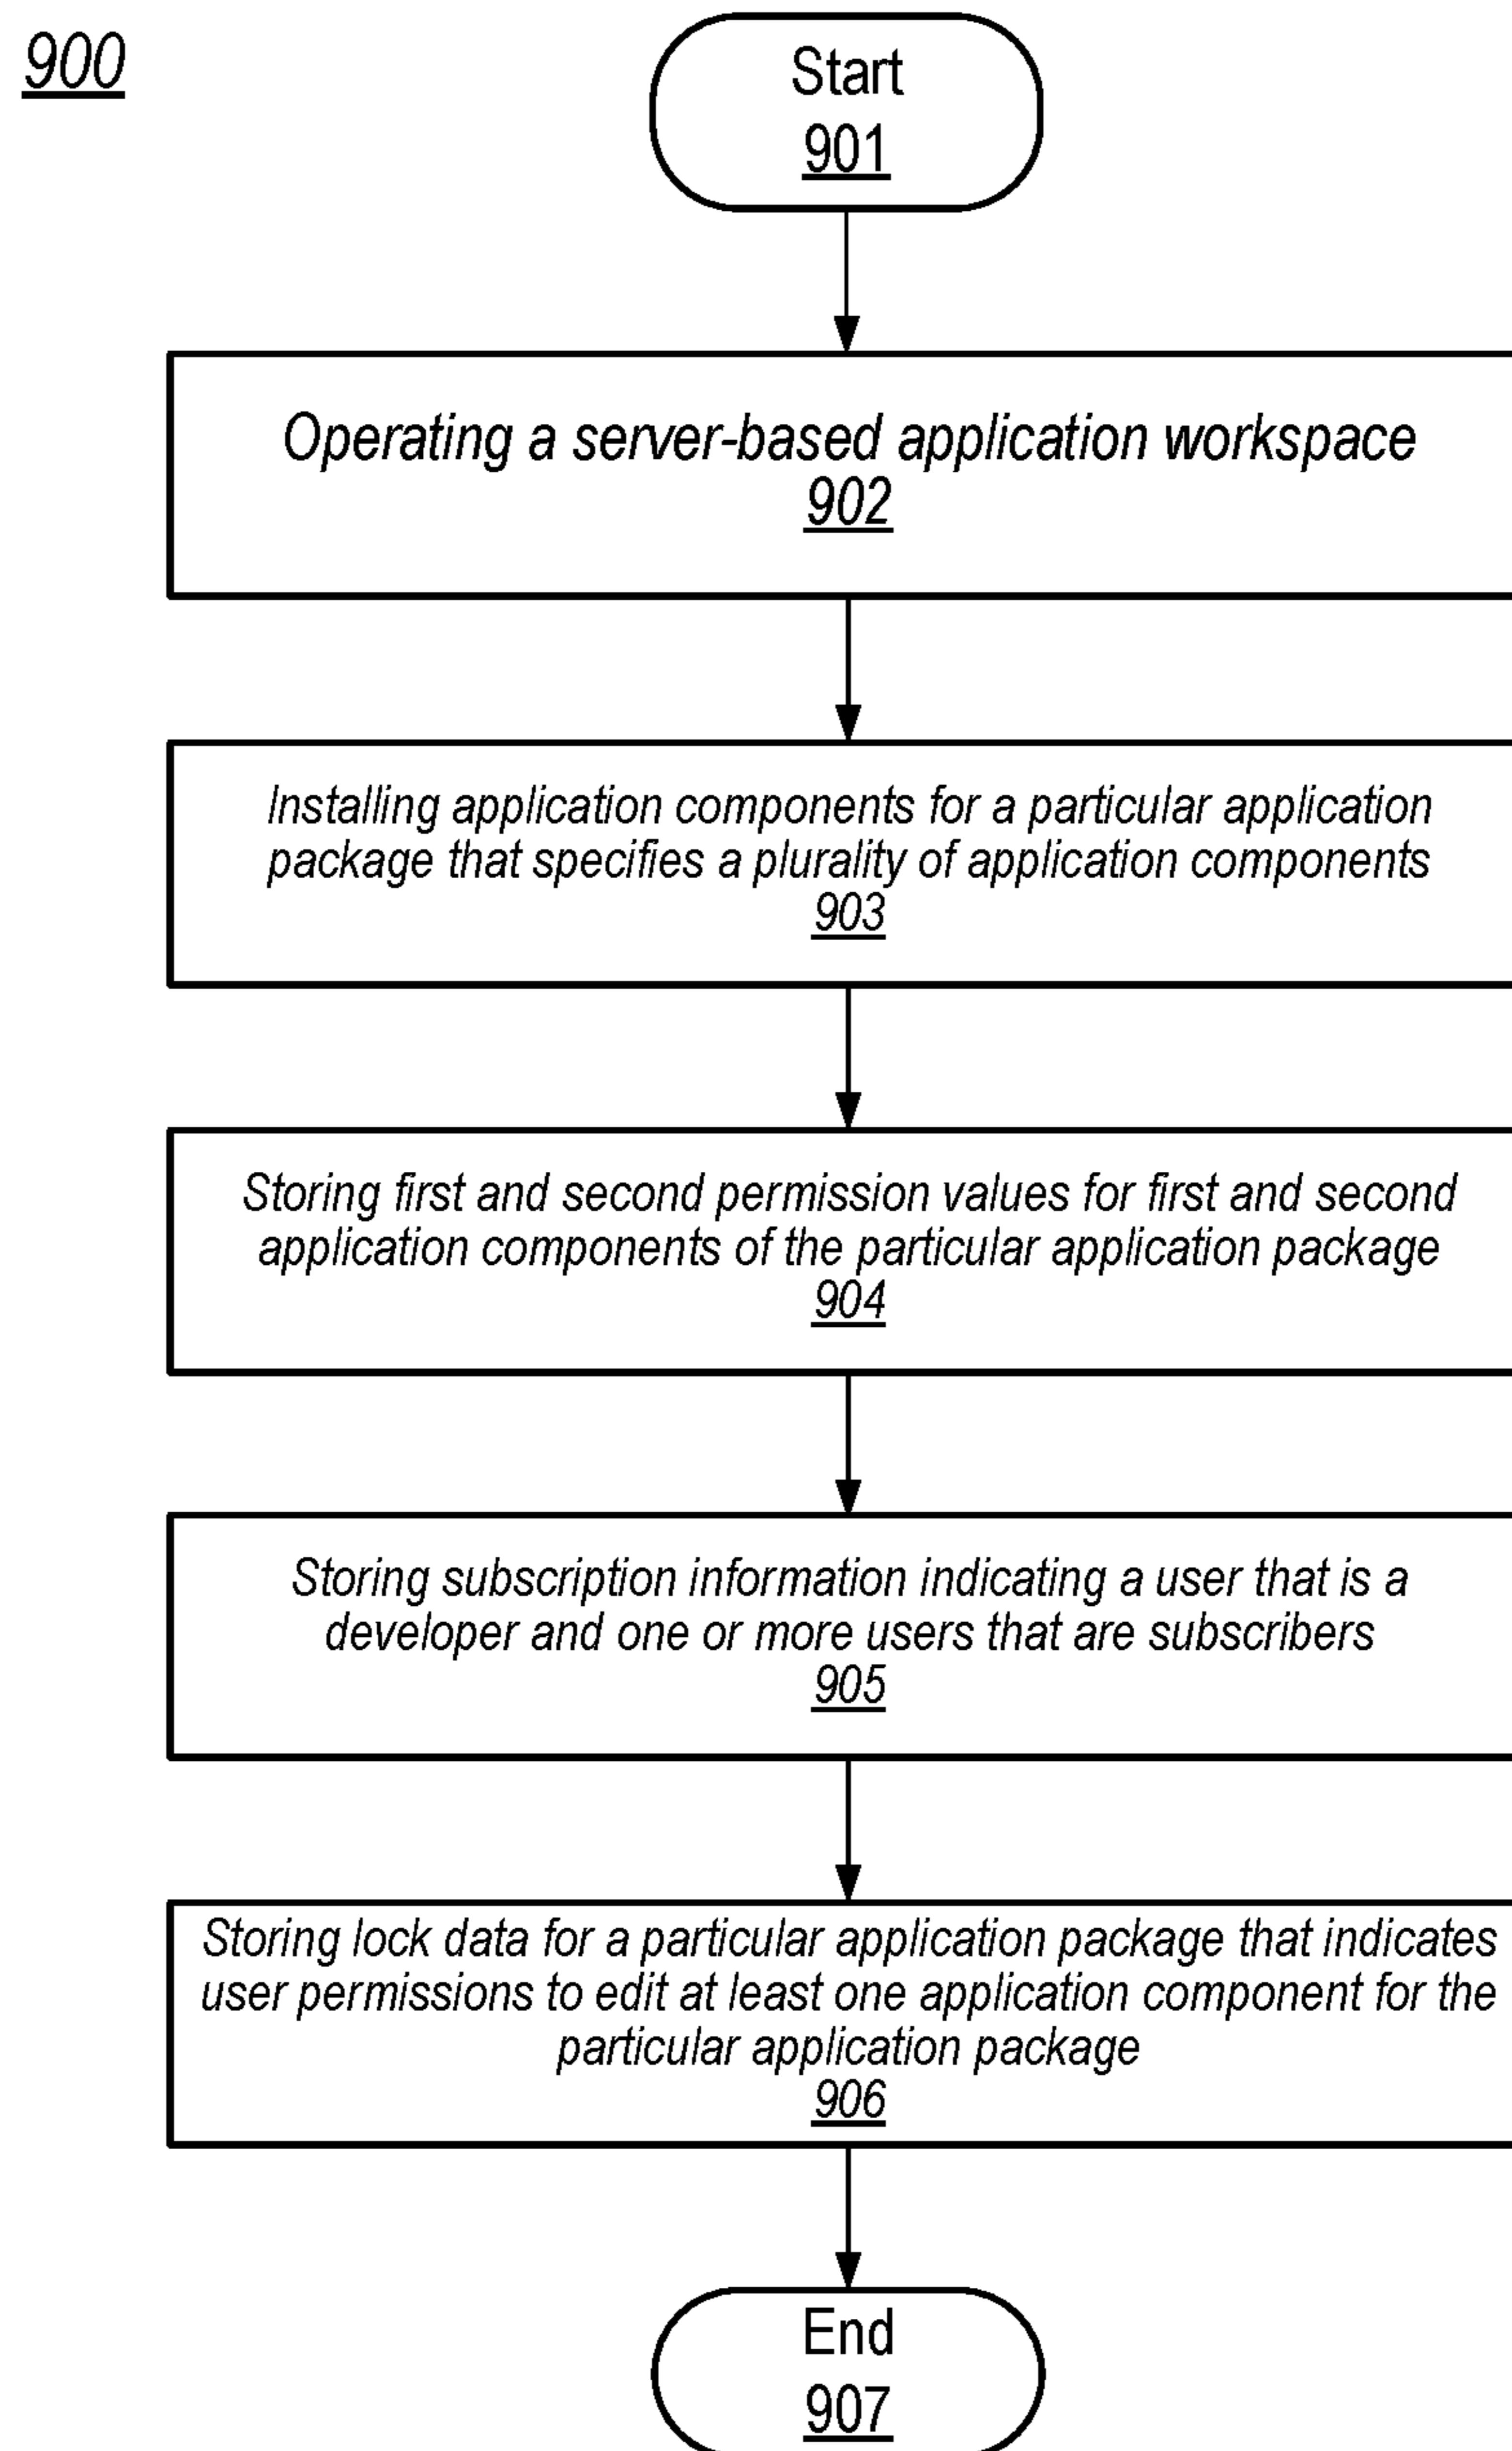 900
Start
901
Operating a server-based application workspace
902
Installing application components for a particular application
package that specifies a plurality of application components
903
Storing first and second permission values for first and second
application components of the particular application package
904
Storing subscription information indicating a user that is a
developer and one or more users that are subscribers
905
Storing lock data for a particular application package that indicates
user permissions to edit at least one application component for the
particular application package
906
End
907